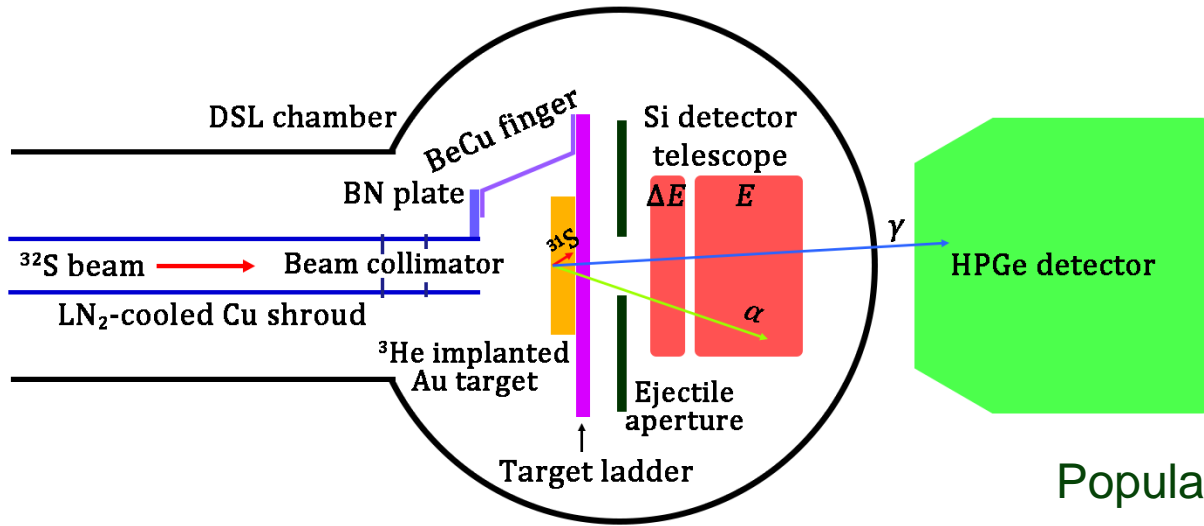 DSL chamber
BeCu finger
BN plate
³²S beam
Beam collimator
LN₂-cooled Cu shroud
³¹S
³He implanted
Au target
Target ladder
Si detector
telescope
ΔE E
α
Ejectile
aperture
γ
HPGe detector
Popula